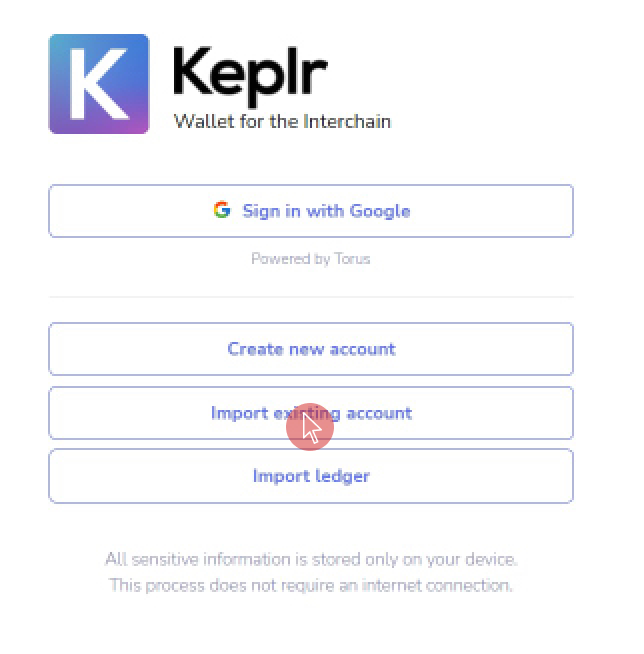 K
Keplr
Wallet for the Interchain
Sign in with Google
Powered by Torus
Create new account
Import existing account
Import ledger
All sensitive information is stored only on your device.
This process does not require an internet connection.